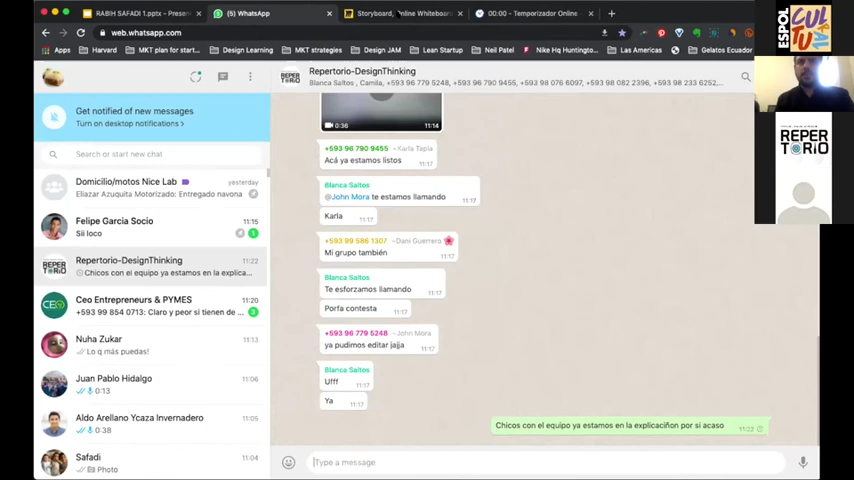 RABIH SAFADI 1.pptx – Presen
(5) WhatsApp
Storyboard, Online Whiteboard
00:00 - Temporizador Online -
web.whatsapp.com
Apps
Harvard
MKT plan for start...
Design Learning
MKT strategies
Design JAM
Lean Startup
Neil Patel
Nike Hq Huntington...
Las Americas
Gelatos Ecuador
ESPOL
CULTURAV
REPERTORIO
Get notified of new messages
Turn on desktop notifications >
Search or start new chat
Domicilio/motos Nice Lab
yesterday
Eliazar Azuquita Motorizado: Entregado navona
Felipe Garcia Socio
11:15
Sii loco
1
Repertorio-DesignThinking
11:22
Chicos con el equipo ya estamos en la explica...
Ceo Entrepreneurs & PYMES
11:20
+593 99 854 0713: Claro y peor si tienen de ...
3
Nuha Zukar
11:13
Lo q más puedas!
Juan Pablo Hidalgo
11:06
0:13
Aldo Arellano Ycaza Invernadero
11:05
0:38
Safadi
11:04
Photo
REPERTORIO
Repertorio-DesignThinking
Blanca Saltos, Camila, +593 96 779 5248, +593 96 790 9455, +593 98 076 6097, +593 98 082 2396, +593 98 233 6252,...
0:36
11:14
+593 96 790 9455
~Karla Tapia
Acá ya estamos listos
11:17
Blanca Saltos
@John Mora te estamos llamando
11:17
Karla
11:17
+593 99 586 1307
~Dani Guerrero
Mi grupo también
11:17
Blanca Saltos
Te esforzamos llamando
11:17
Porfa contesta
11:17
+593 96 779 5248
~John Mora
ya pudimos editar jajja
11:17
Blanca Saltos
Ufff
11:17
Ya
11:17
Chicos con el equipo ya estamos en la explicaciñon por si acaso
11:22
Type a message